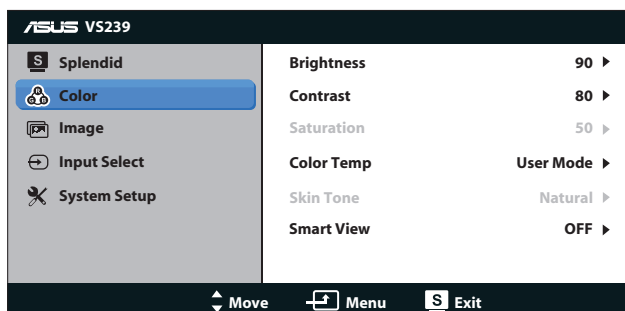 ASUS VS239
S Splendid
Color
Image
Input Select
System Setup
Brightness 90
Contrast 80
Saturation 50
Color Temp User Mode
Skin Tone Natural
Smart View OFF
Move Menu S Exit